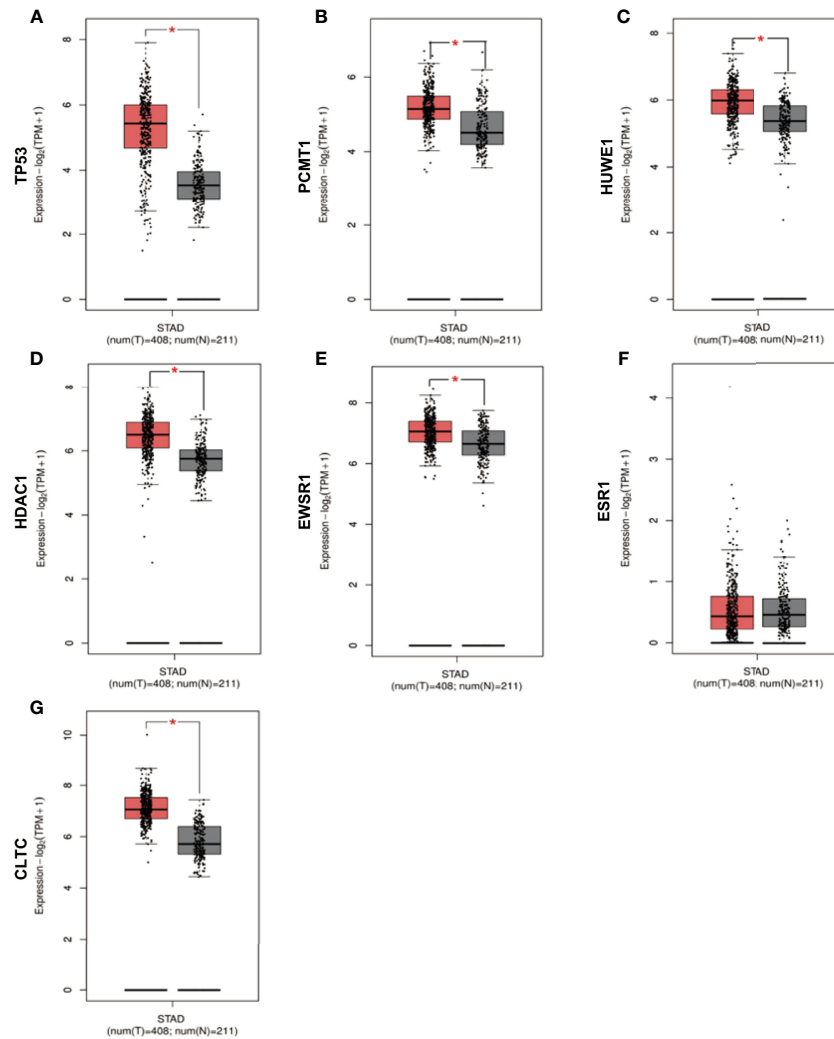 A
*
8
6
4
2
0
TP53
Expression – log2(TPM+1)
STAD
(num(T)=408; num(N)=211)
B
*
6
4
2
0
PCMT1
Expression – log2(TPM+1)
STAD
(num(T)=408; num(N)=211)
C
*
8
6
4
2
0
HUWE1
Expression – log2(TPM+1)
STAD
(num(T)=408; num(N)=211)
D
*
8
6
4
2
0
HDAC1
Expression – log2(TPM+1)
STAD
(num(T)=408; num(N)=211)
E
*
8
6
4
2
0
EWSR1
Expression – log2(TPM+1)
STAD
(num(T)=408; num(N)=211)
F
4
3
2
1
0
ESR1
Expression – log2(TPM+1)
STAD
(num(T)=408; num(N)=211)
G
*
10
8
6
4
2
0
CLTC
Expression – log2(TPM+1)
STAD
(num(T)=408; num(N)=211)